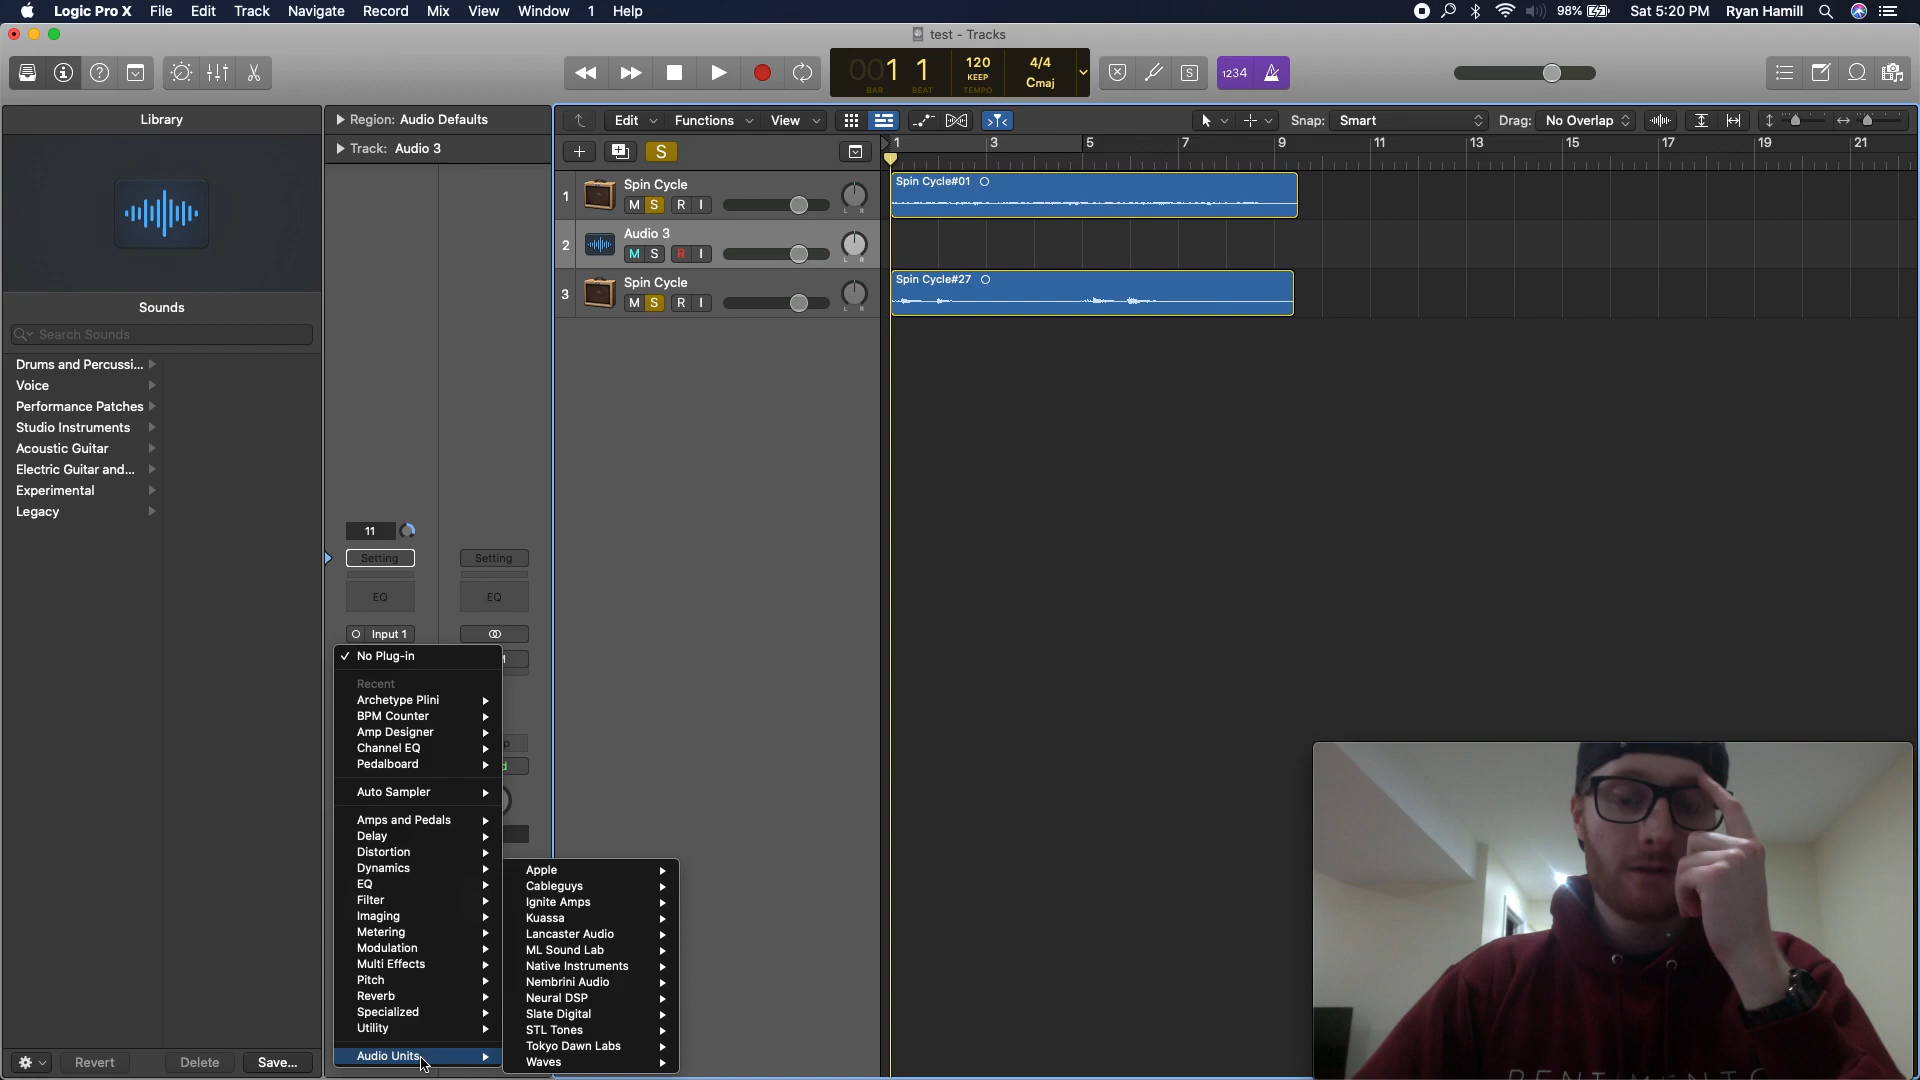 Logic Pro X File Edit Track Navigate Record Mix View Window 1 Help
98% Sat 5:20 PM Ryan Hamill
test - Tracks
001 1 120 4/4
KEEP Cmaj
BAR BEAT TEMPO
S 1234
Library
Region: Audio Defaults
Edit Functions View Snap: Smart Drag: No Overlap
Track: Audio 3
S
1 3 5 7 9 11 13 15 17 19 21
1 Spin Cycle
M S R I
L R
Spin Cycle#01
2 Audio 3
M S R I
L R
3 Spin Cycle
M S R I
L R
Spin Cycle#27
Sounds
Search Sounds
Drums and Percussi...
Voice
Performance Patches
Studio Instruments
Acoustic Guitar
Electric Guitar and...
Experimental
Legacy
11
Setting Setting
EQ EQ
Input 1
✓ No Plug-in
Recent
Archetype Plini
BPM Counter
Amp Designer
Channel EQ
Pedalboard
Auto Sampler
Amps and Pedals
Delay
Distortion
Dynamics
EQ
Filter
Imaging
Metering
Modulation
Multi Effects
Pitch
Reverb
Specialized
Utility
Audio Units
Apple
Cableguys
Ignite Amps
Kuassa
Lancaster Audio
ML Sound Lab
Native Instruments
Nembrini Audio
Neural DSP
Slate Digital
STL Tones
Tokyo Dawn Labs
Waves
Revert Delete Save...